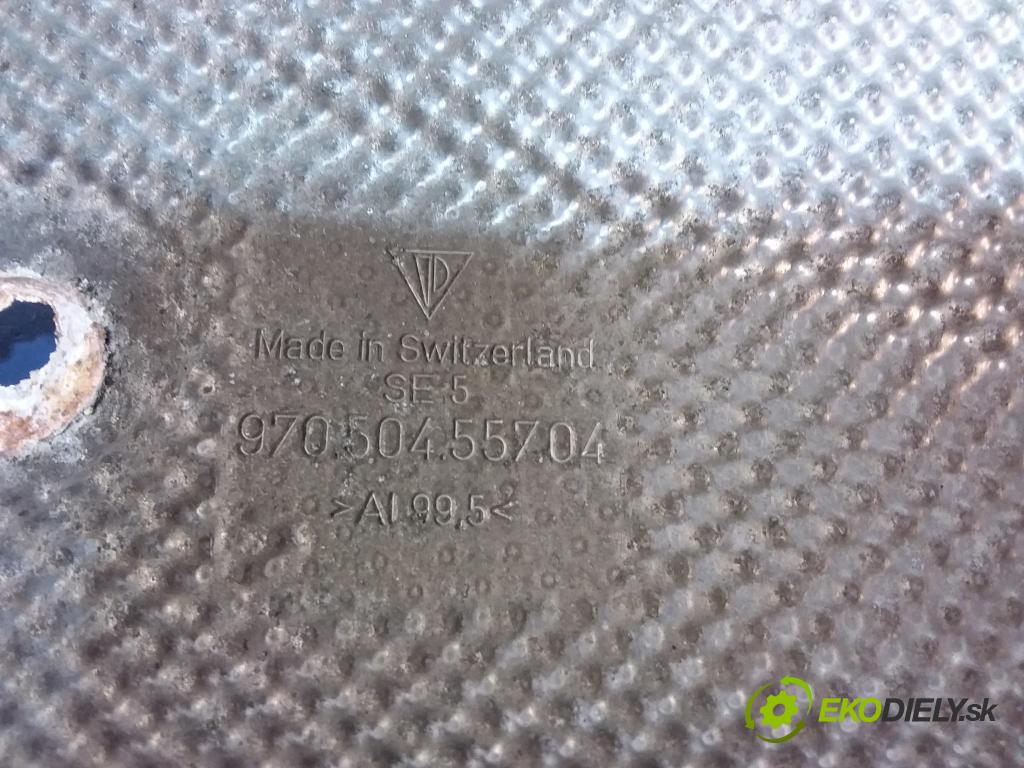 Made in Switzerland
SE 5
970.504.557.04
>Al 99,5<
EKODIELY.sk